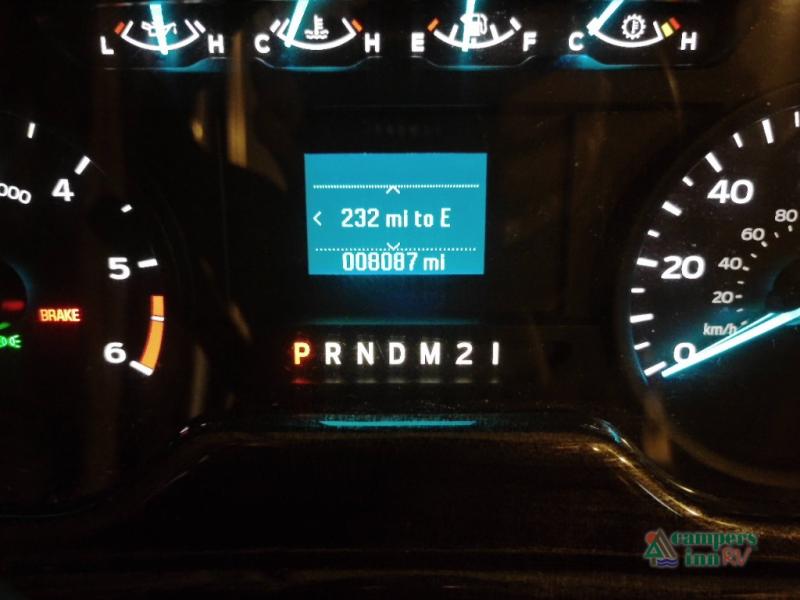 L H C H E F C H
000 4
5
6
BRAKE
232 mi to E
008087 mi
P R N D M 2 1
40
20
0
80
60
40
20
km/h
campers
inn RV